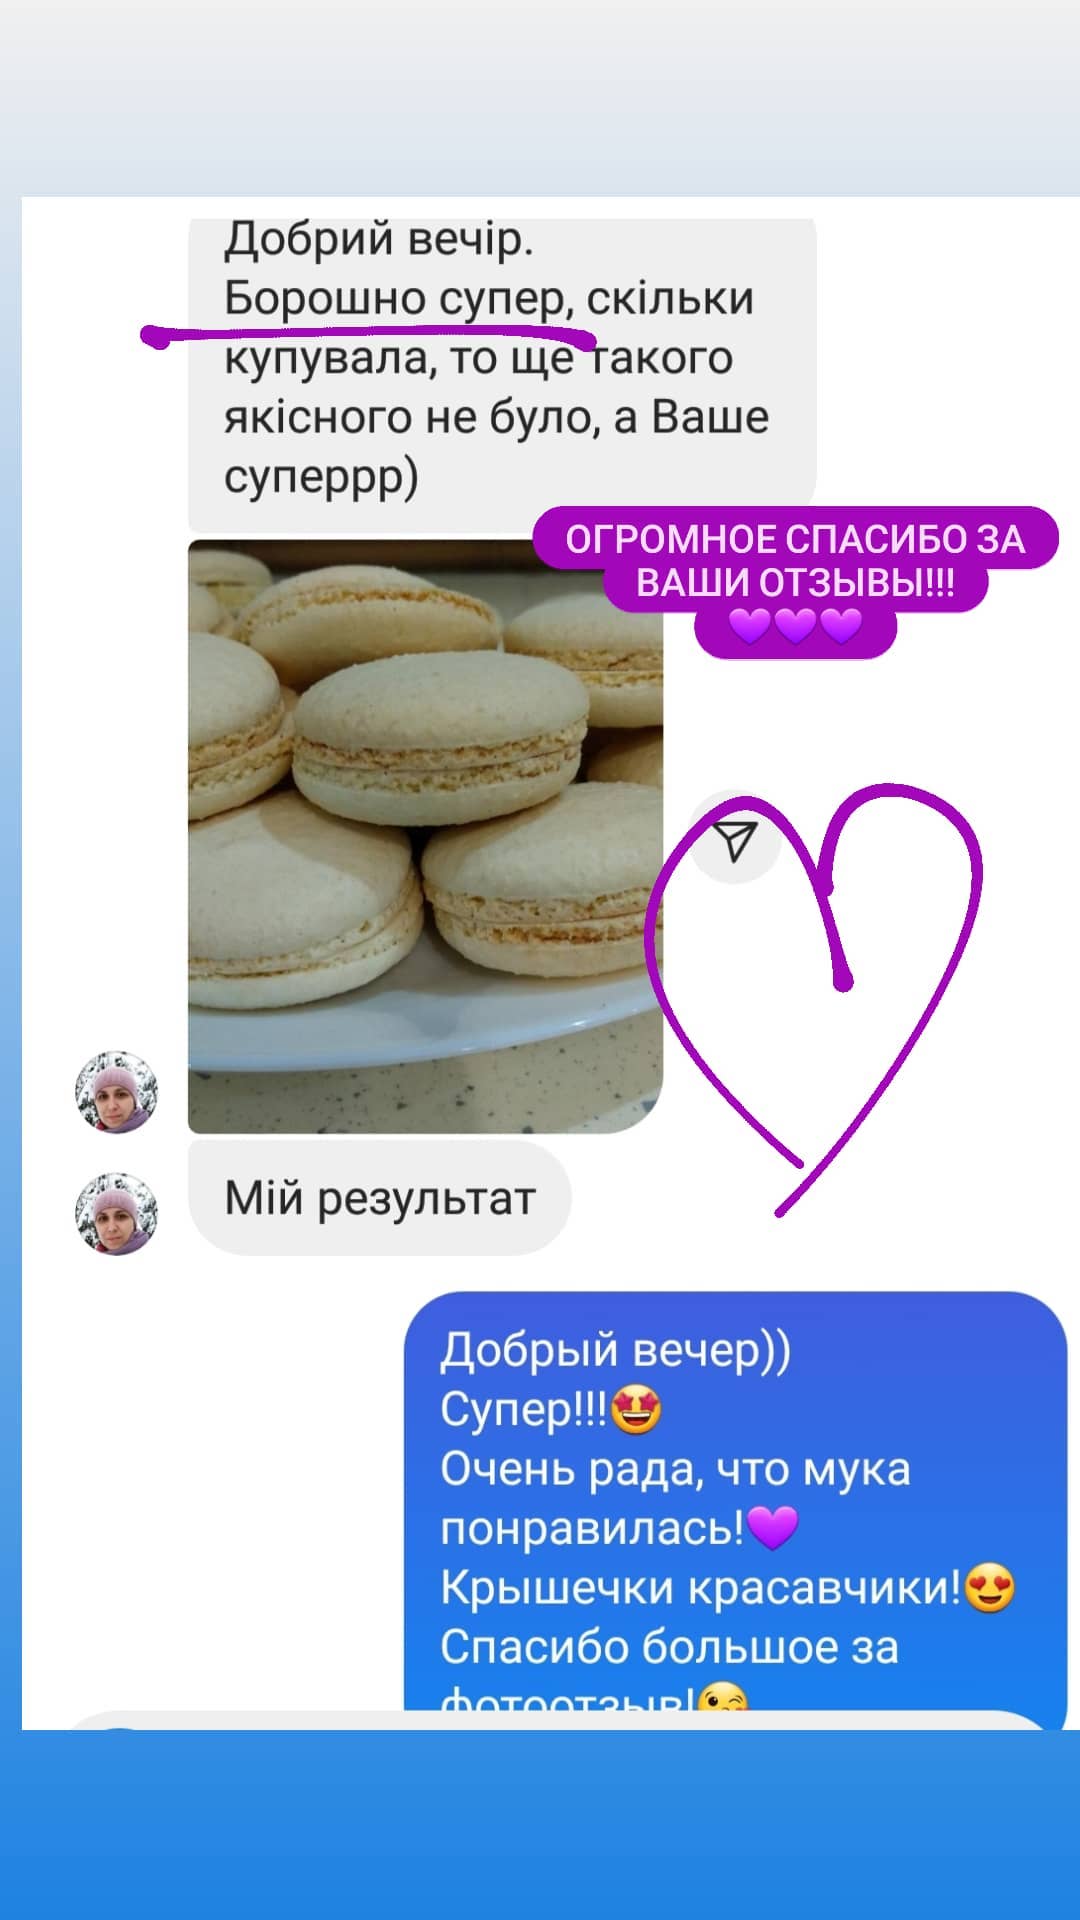 Добрий вечір.
Борошно супер, скільки
купувала, то ще такого
якісного не було, а Ваше
суперрр)
ОГРОМНОЕ СПАСИБО ЗА
ВАШИ ОТЗЫВЫ!!!
💜💜💜
Мій результат
Добрый вечер))
Супер!!!🤩
Очень рада, что мука
понравилась!💜
Крышечки красавчики!😍
Спасибо большое за
фотоотзыв!😉